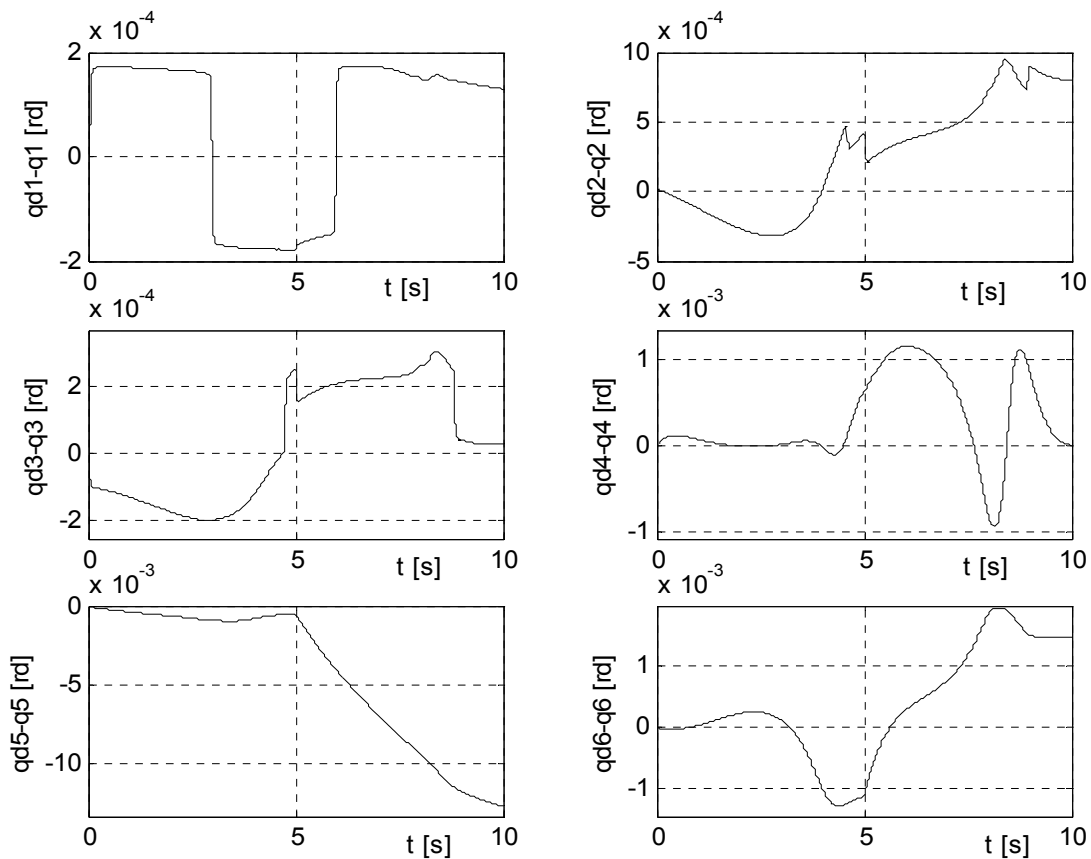 x 10-4
2
0
-2
qd1-q1 [rd]
0
5
10
t [s]
x 10-4
10
5
0
-5
qd2-q2 [rd]
0
5
10
t [s]
x 10-4
2
0
-2
qd3-q3 [rd]
0
5
10
t [s]
x 10-3
1
0
-1
qd4-q4 [rd]
0
5
10
t [s]
x 10-3
0
-5
-10
qd5-q5 [rd]
0
5
10
t [s]
x 10-3
1
0
-1
qd6-q6 [rd]
0
5
10
t [s]